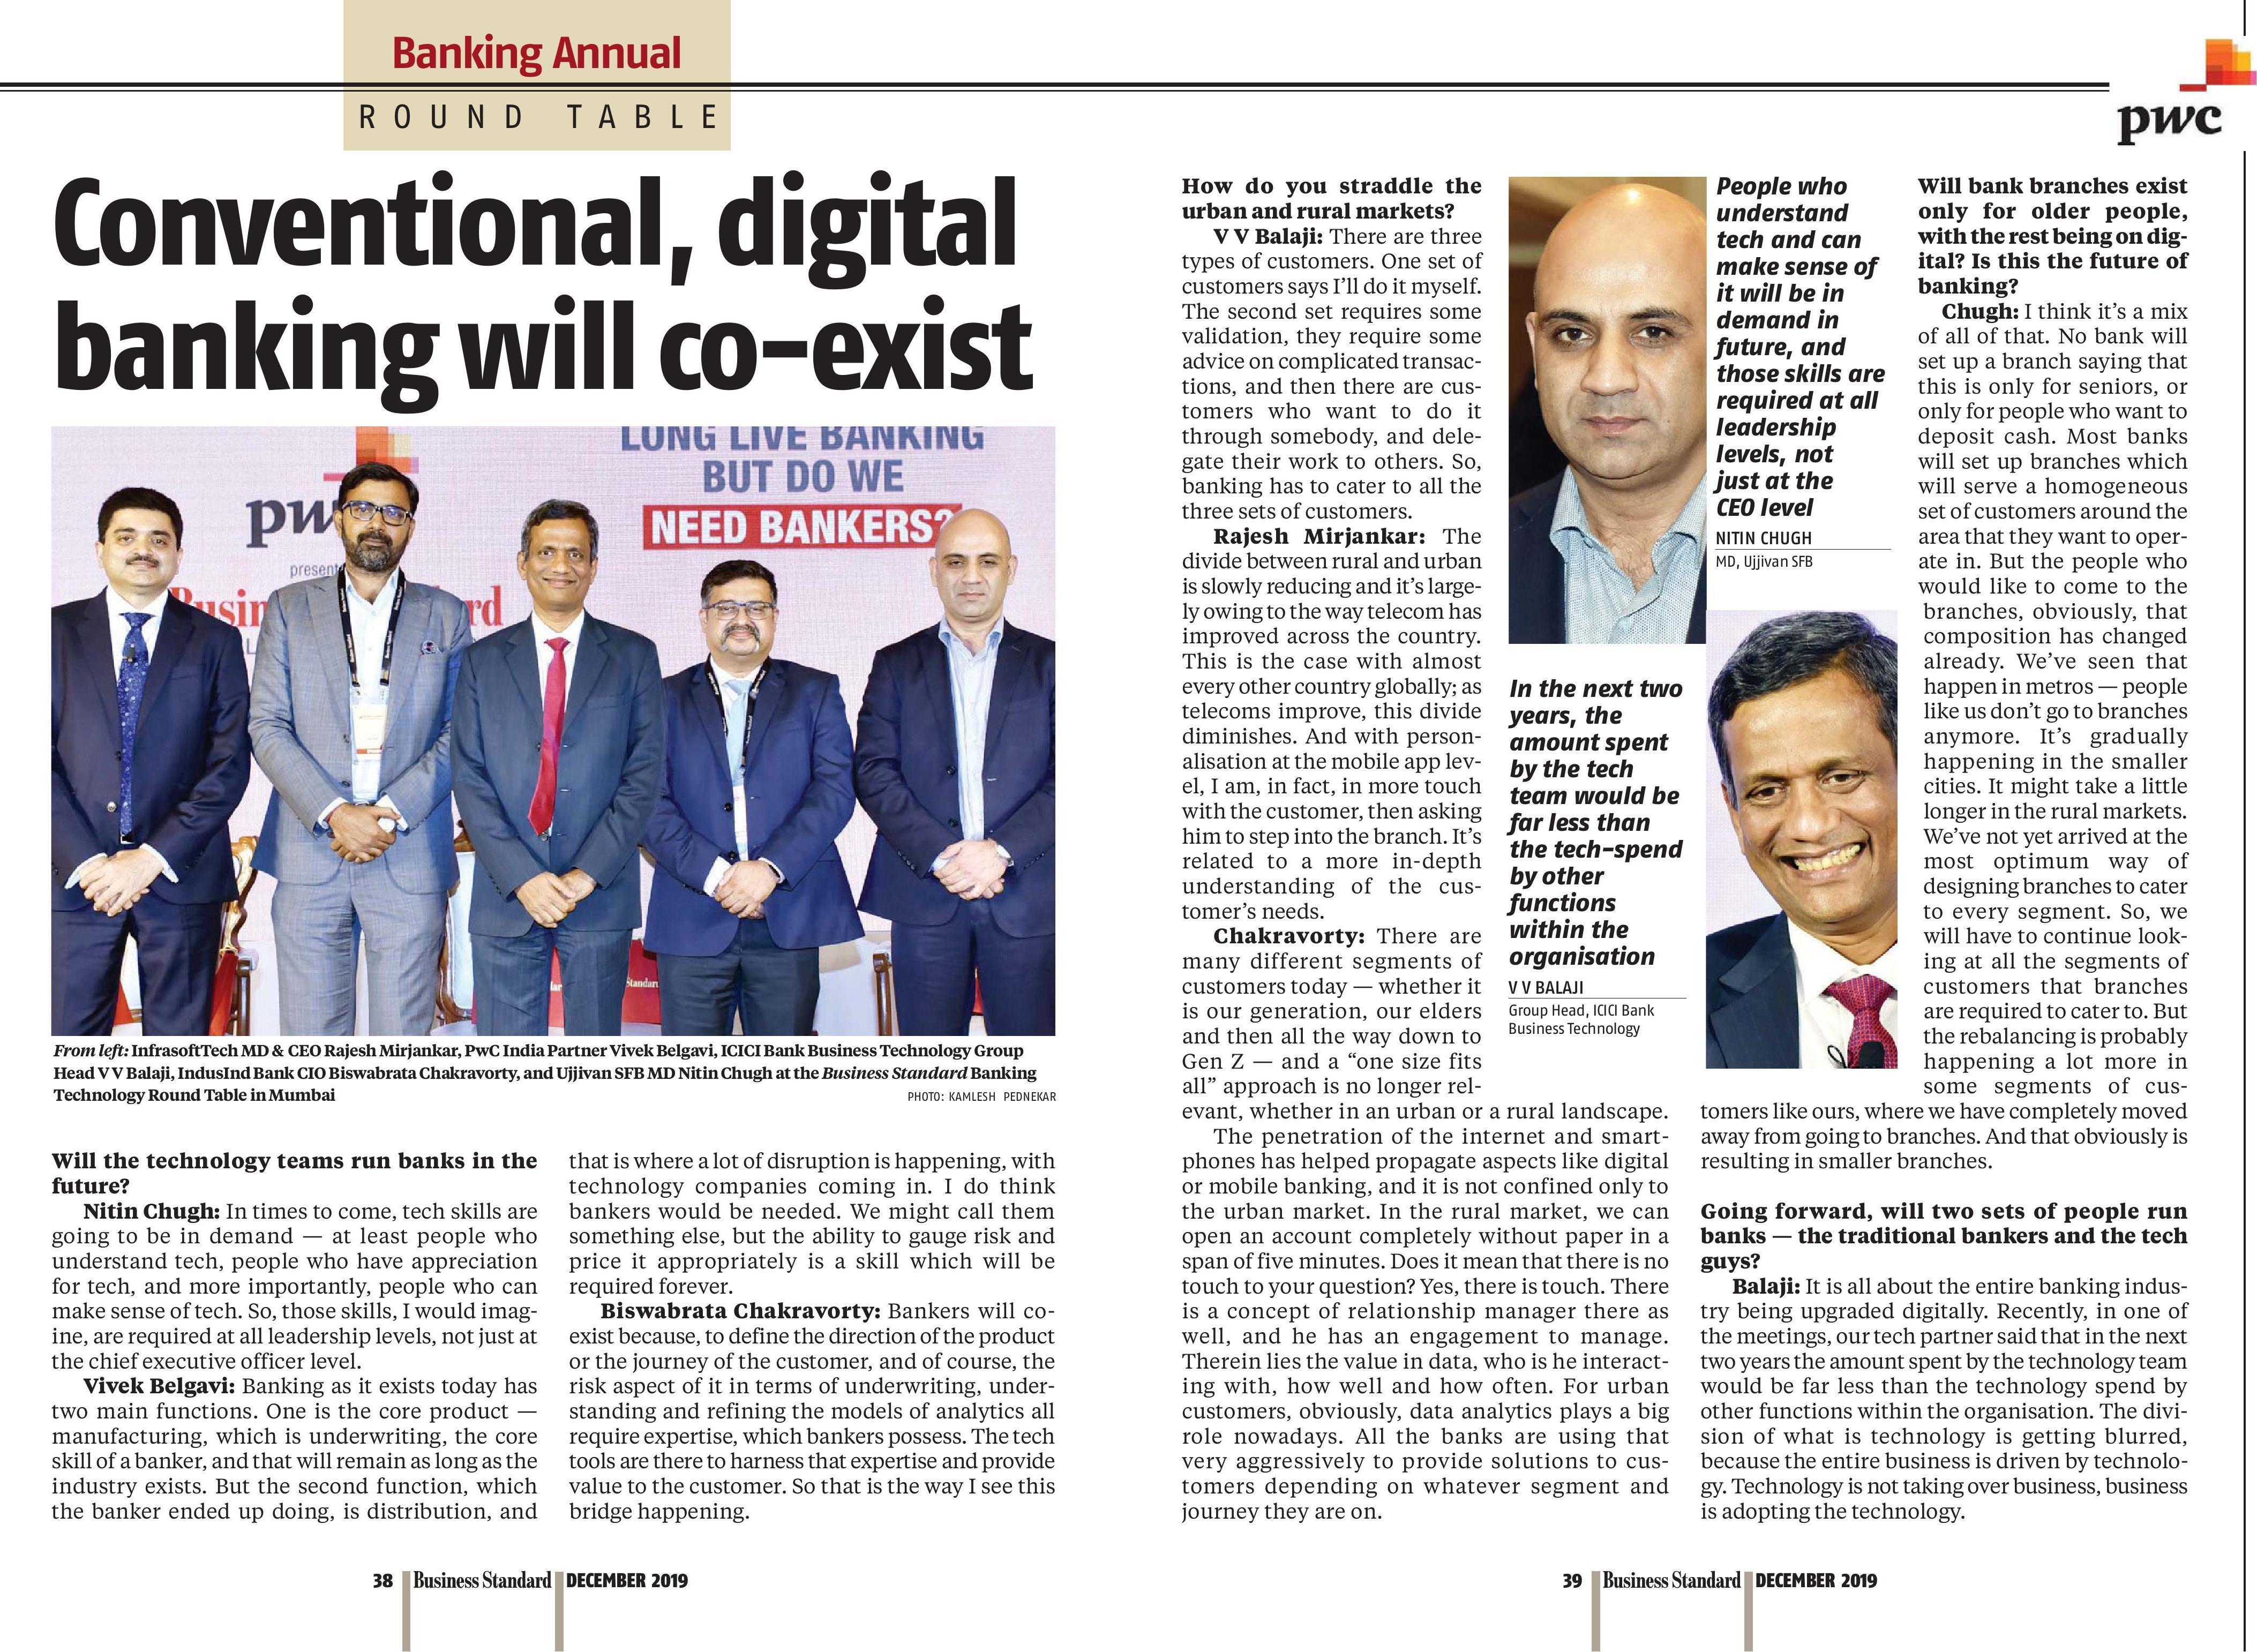 Banking Annual
ROUND TABLE
pwc
Conventional, digital
banking will co-exist
LONG LIVE BANKING
BUT DO WE
NEED BANKERS?
pw
present
Busin
rd
Standard
From left: InfrasoftTech MD & CEO Rajesh Mirjankar, PwC India Partner Vivek Belgavi, ICICI Bank Business Technology Group
Head V V Balaji, IndusInd Bank CIO Biswabrata Chakravorty, and Ujjivan SFB MD Nitin Chugh at the Business Standard Banking
Technology Round Table in Mumbai
PHOTO: KAMLESH PEDNEKAR
Will the technology teams run banks in the
future?
Nitin Chugh: In times to come, tech skills are
going to be in demand — at least people who
understand tech, people who have appreciation
for tech, and more importantly, people who can
make sense of tech. So, those skills, I would imag-
ine, are required at all leadership levels, not just at
the chief executive officer level.
Vivek Belgavi: Banking as it exists today has
two main functions. One is the core product —
manufacturing, which is underwriting, the core
skill of a banker, and that will remain as long as the
industry exists. But the second function, which
the banker ended up doing, is distribution, and
that is where a lot of disruption is happening, with
technology companies coming in. I do think
bankers would be needed. We might call them
something else, but the ability to gauge risk and
price it appropriately is a skill which will be
required forever.
Biswabrata Chakravorty: Bankers will co-
exist because, to define the direction of the product
or the journey of the customer, and of course, the
risk aspect of it in terms of underwriting, under-
standing and refining the models of analytics all
require expertise, which bankers possess. The tech
tools are there to harness that expertise and provide
value to the customer. So that is the way I see this
bridge happening.
38 Business Standard DECEMBER 2019
How do you straddle the
urban and rural markets?
V V Balaji: There are three
types of customers. One set of
customers says I'll do it myself.
The second set requires some
validation, they require some
advice on complicated transac-
tions, and then there are cus-
tomers who want to do it
through somebody, and dele-
gate their work to others. So,
banking has to cater to all the
three sets of customers.
Rajesh Mirjankar: The
divide between rural and urban
is slowly reducing and it's large-
ly owing to the way telecom has
improved across the country.
This is the case with almost
every other country globally; as
telecoms improve, this divide
diminishes. And with person-
alisation at the mobile app lev-
el, I am, in fact, in more touch
with the customer, then asking
him to step into the branch. It's
related to a more in-depth
understanding of the cus-
tomer's needs.
Chakravorty: There are
many different segments of
customers today — whether it
is our generation, our elders
and then all the way down to
Gen Z — and a “one size fits
all” approach is no longer rel-
evant, whether in an urban or a rural landscape.
The penetration of the internet and smart-
phones has helped propagate aspects like digital
or mobile banking, and it is not confined only to
the urban market. In the rural market, we can
open an account completely without paper in a
span of five minutes. Does it mean that there is no
touch to your question? Yes, there is touch. There
is a concept of relationship manager there as
well, and he has an engagement to manage.
Therein lies the value in data, who is he interact-
ing with, how well and how often. For urban
customers, obviously, data analytics plays a big
role nowadays. All the banks are using that
very aggressively to provide solutions to cus-
tomers depending on whatever segment and
journey they are on.
People who
understand
tech and can
make sense of
it will be in
demand in
future, and
those skills are
required at all
leadership
levels, not
just at the
CEO level
NITIN CHUGH
MD, Ujjivan SFB
In the next two
years, the
amount spent
by the tech
team would be
far less than
the tech-spend
by other
functions
within the
organisation
V V BALAJI
Group Head, ICICI Bank
Business Technology
Will bank branches exist
only for older people,
with the rest being on dig-
ital? Is this the future of
banking?
Chugh: I think it's a mix
of all of that. No bank will
set up a branch saying that
this is only for seniors, or
only for people who want to
deposit cash. Most banks
will set up branches which
will serve a homogeneous
set of customers around the
area that they want to oper-
ate in. But the people who
would like to come to the
branches, obviously, that
composition has changed
already. We've seen that
happen in metros — people
like us don't go to branches
anymore. It's gradually
happening in the smaller
cities. It might take a little
longer in the rural markets.
We've not yet arrived at the
most optimum way of
designing branches to cater
to every segment. So, we
will have to continue look-
ing at all the segments of
customers that branches
are required to cater to. But
the rebalancing is probably
happening a lot more in
some segments of cus-
tomers like ours, where we have completely moved
away from going to branches. And that obviously is
resulting in smaller branches.
Going forward, will two sets of people run
banks — the traditional bankers and the tech
guys?
Balaji: It is all about the entire banking indus-
try being upgraded digitally. Recently, in one of
the meetings, our tech partner said that in the next
two years the amount spent by the technology team
would be far less than the technology spend by
other functions within the organisation. The divi-
sion of what is technology is getting blurred,
because the entire business is driven by technolo-
gy. Technology is not taking over business, business
is adopting the technology.
39 Business Standard DECEMBER 2019